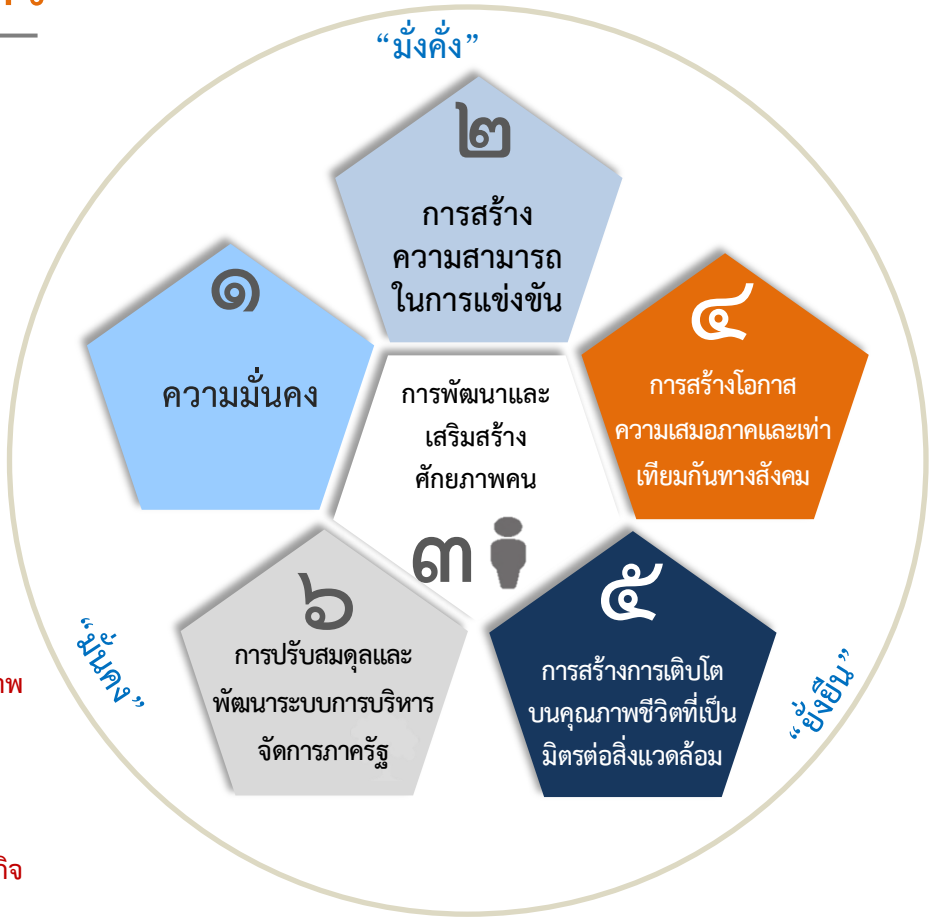 “มั่งคั่ง”
๒
การสร้าง
ความสามารถ
ในการแข่งขัน
๑
ความมั่นคง
๔
การสร้างโอกาส
ความเสมอภาคและเท่า
เทียมกันทางสังคม
การพัฒนาและ
เสริมสร้าง
ศักยภาพคน
๓
๖
การปรับสมดุลและ
พัฒนาระบบการบริหาร
จัดการภาครัฐ
๕
การสร้างการเติบโต
บนคุณภาพชีวิตที่เป็น
มิตรต่อสิ่งแวดล้อม
“มั่นคง”
“ยั่งยืน”